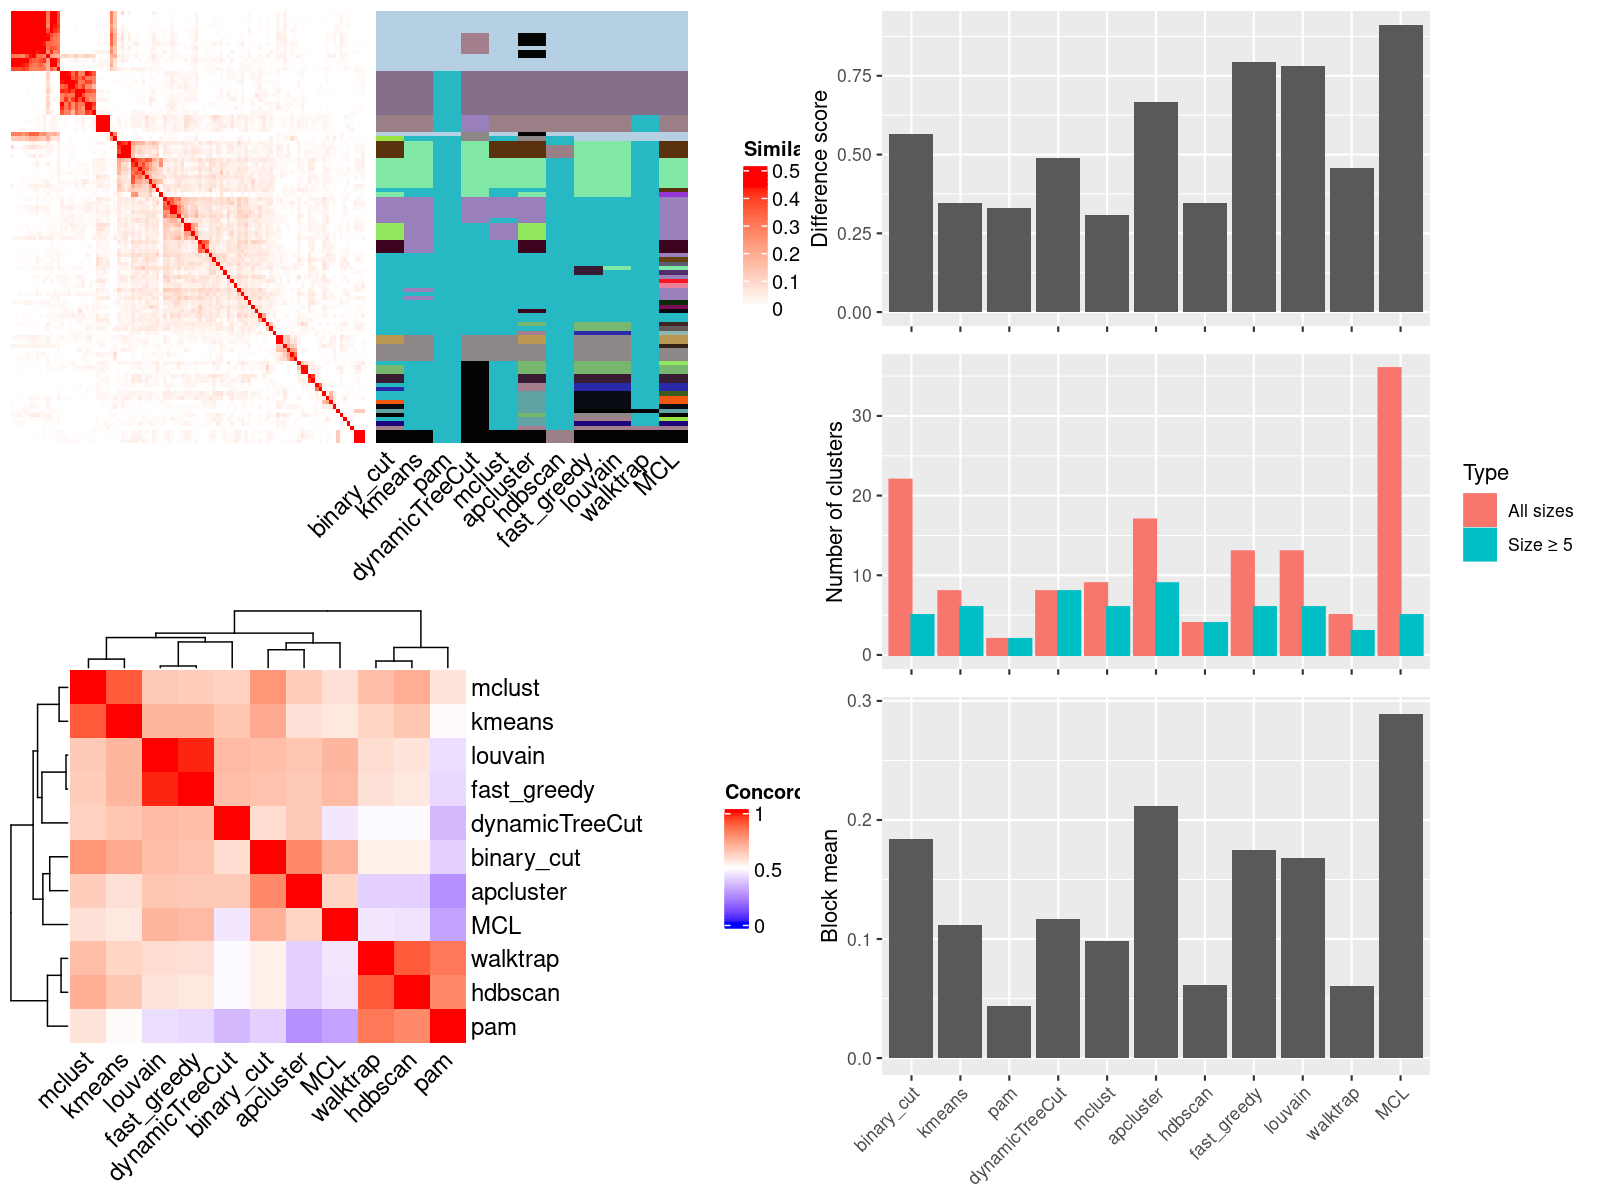 Simila
0.5
0.4
0.3
0.2
0.1
0
binary_cut
kmeans
pam
dynamicTreeCut
mclust
apcluster
hdbscan
fast_greedy
louvain
walktrap
MCL
mclust
kmeans
louvain
fast_greedy
dynamicTreeCut
binary_cut
apcluster
MCL
walktrap
hdbscan
pam
mclust
kmeans
louvain
fast_greedy
dynamicTreeCut
binary_cut
apcluster
MCL
walktrap
hdbscan
pam
Concord
1
0.5
0
Difference score
0.75
0.50
0.25
0.00
Number of clusters
30
20
10
0
Type
All sizes
Size ≥ 5
Block mean
0.3
0.2
0.1
0.0
binary_cut
kmeans
pam
dynamicTreeCut
mclust
apcluster
hdbscan
fast_greedy
louvain
walktrap
MCL